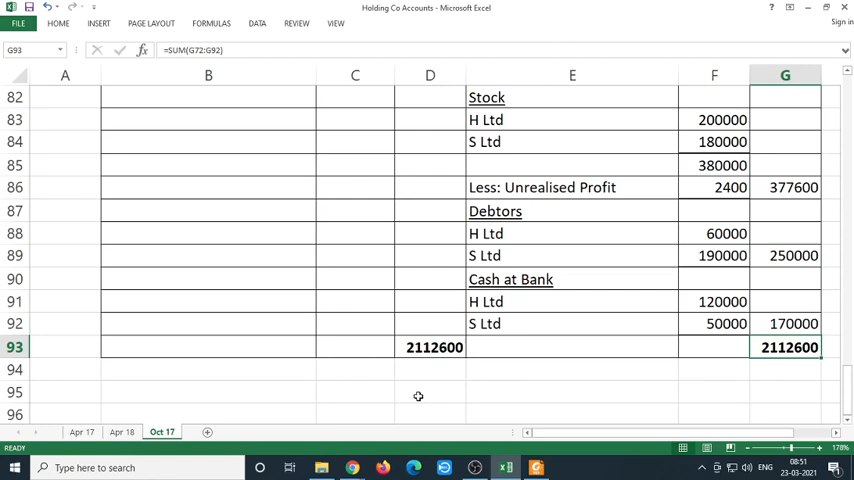 Holding Co Accounts - Microsoft Excel
FILE HOME INSERT PAGE LAYOUT FORMULAS DATA REVIEW VIEW Sign in
G93 fx =SUM(G72:G92)
A B C D E F G
82 Stock
83 H Ltd 200000
84 S Ltd 180000
85 380000
86 Less: Unrealised Profit 2400 377600
87 Debtors
88 H Ltd 60000
89 S Ltd 190000 250000
90 Cash at Bank
91 H Ltd 120000
92 S Ltd 50000 170000
93 2112600 2112600
94
95
96
Apr 17 Apr 18 Oct 17
178%
Type here to search
ENG
08:51
23-03-2021